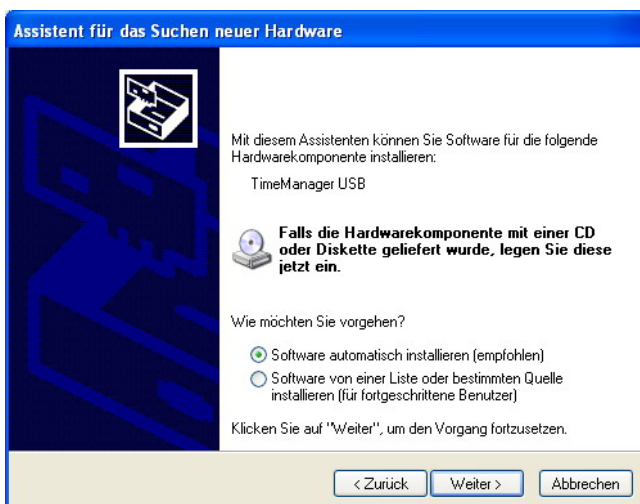 Assistent für das Suchen neuer Hardware
Mit diesem Assistenten können Sie Software für die folgende
Hardwarekomponente installieren:
TimeManager USB
Falls die Hardwarekomponente mit einer CD
oder Diskette geliefert wurde, legen Sie diese
jetzt ein.
Wie möchten Sie vorgehen?
Software automatisch installieren (empfohlen)
Software von einer Liste oder bestimmten Quelle
installieren (für fortgeschrittene Benutzer)
Klicken Sie auf "Weiter", um den Vorgang fortzusetzen.
< Zurück Weiter > Abbrechen